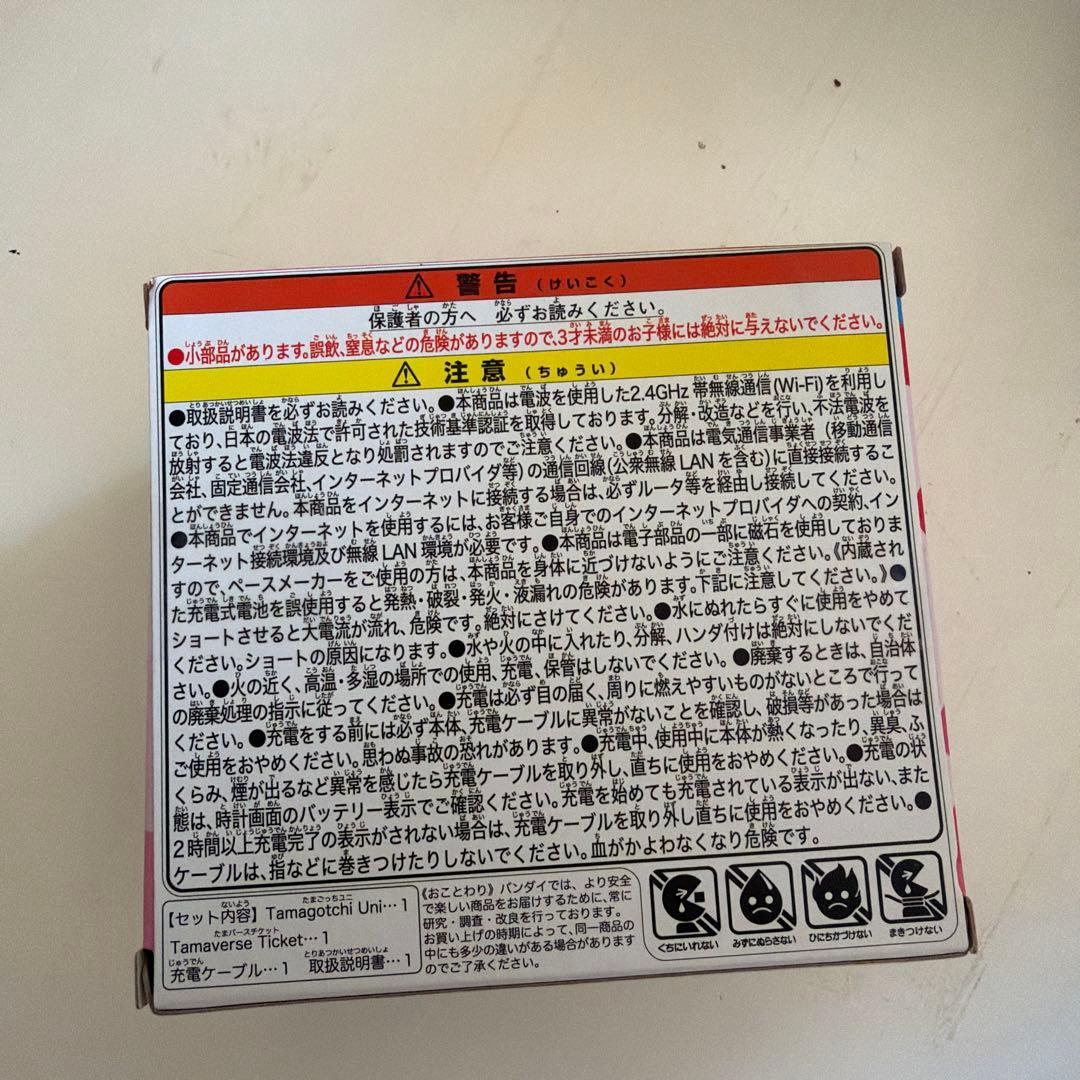 ⚠ 警告 (けいこく)
保護者の方へ 必ずお読みください。
●小部品があります。誤飲、窒息などの危険がありますので、3才未満のお子様には絶対に与えないでください。
⚠ 注意 (ちゅうい)
●取扱説明書を必ずお読みください。●本商品は電波を使用した2.4GHz 帯無線通信(Wi-Fi)を利用し
ており、日本の電波法で許可された技術基準認証を取得しております。分解・改造などを行い、不法電波を
放射すると電波法違反となり処罰されますのでご注意ください。●本商品は電気通信事業者(移動通信
会社、固定通信会社、インターネットプロバイダ等)の通信回線(公衆無線 LANを含む)に直接接続するこ
とができません。本商品をインターネットに接続する場合は、必ずルータ等を経由し接続してください。
●本商品でインターネットを使用するには、お客様ご自身でのインターネットプロバイダへの契約、イン
ターネット接続環境及び無線 LAN 環境が必要です。●本商品は電子部品の一部に磁石を使用しておりま
すので、ペースメーカーをご使用の方は、本商品を身体に近づけないようにご注意ください。《内蔵され
た充電式電池を誤使用すると発熱・破裂・発火・液漏れの危険があります。下記に注意してください。》●
ショートさせると大電流が流れ、危険です。絶対にさけてください。●水にぬれたらすぐに使用をやめて
ください。ショートの原因になります。●水や火の中に入れたり、分解、ハンダ付けは絶対にしないでくだ
さい。●火の近く、高温・多湿の場所での使用、充電、保管はしないでください。●廃棄するときは、自治体
の廃棄処理の指示に従ってください。●充電は必ず目の届く、周りに燃えやすいものがないところで行って
ください。●充電をする前には必ず本体、充電ケーブルに異常がないことを確認し、破損等があった場合は
ご使用をおやめください。思わぬ事故の恐れがあります。●充電中、使用中に本体が熱くなったり、異臭、ふ
くらみ、煙が出るなど異常を感じたら充電ケーブルを取り外し、直ちに使用をおやめください。●充電の状
態は、時計画面のバッテリー表示でご確認ください。充電を始めても充電されている表示が出ない、また
2時間以上充電完了の表示がされない場合は、充電ケーブルを取り外し直ちに使用をおやめください。●
ケーブルは、指などに巻きつけたりしないでください。血がかよわなくなり危険です。
【セット内容】Tamagotchi Uni…1
Tamaverse Ticket…1
充電ケーブル…1 取扱説明書…1
《おことわり》バンダイでは、より安全
で楽しい商品をお届けするために、常に
研究・調査・改良を行っております。
お買い上げの時期によって、同一商品の
中にも多少の違いがある場合があります
のでご了承ください。
くちにいれない
みずにぬらさない
ひにちかづけない
まきつけない